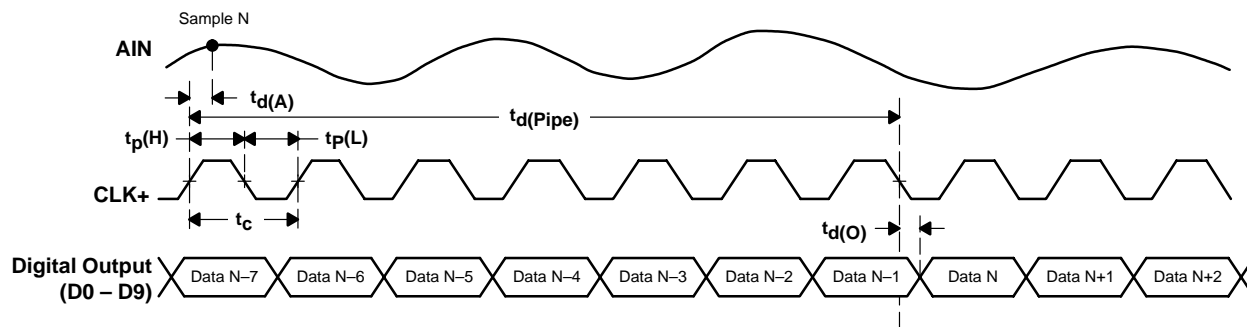 Sample N
AIN
td(A)
td(Pipe)
tp(H)
tP(L)
CLK+
tc
td(O)
Digital Output
(D0 – D9)
Data N–7
Data N–6
Data N–5
Data N–4
Data N–3
Data N–2
Data N–1
Data N
Data N+1
Data N+2